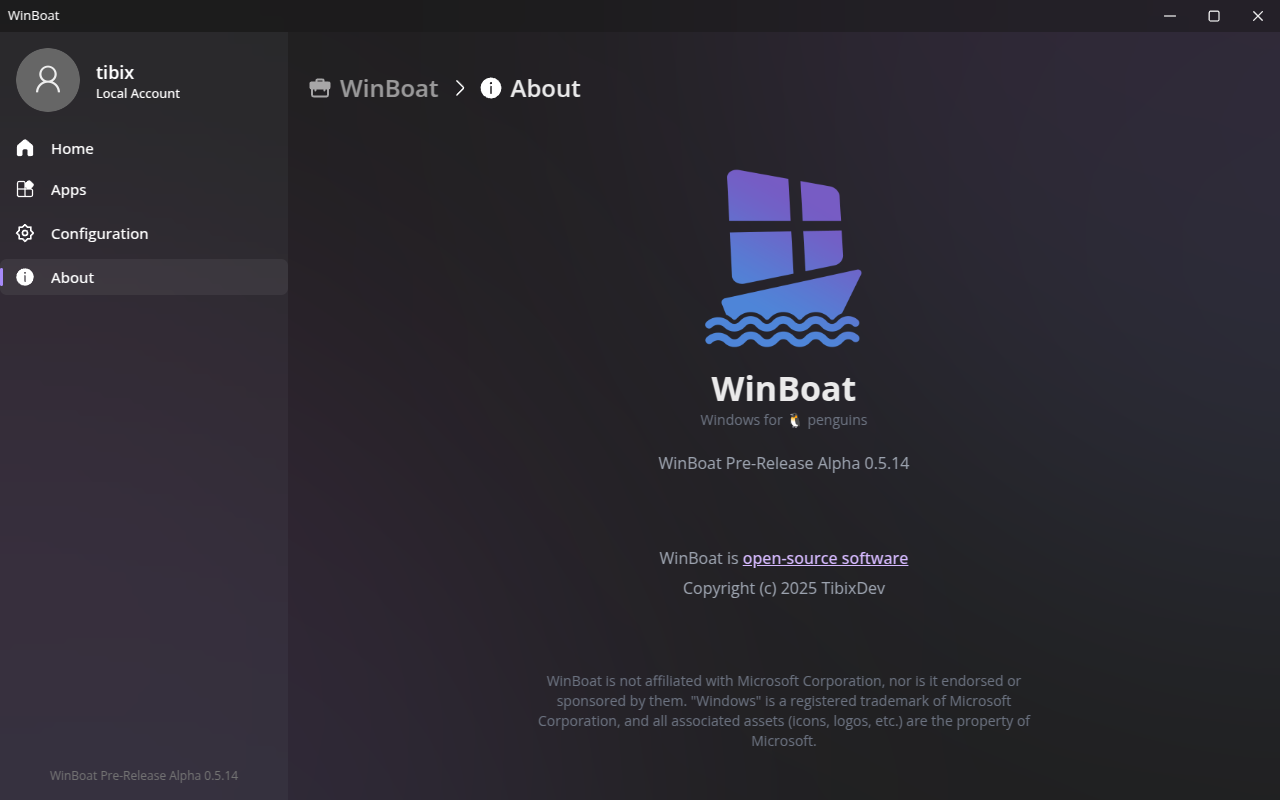 WinBoat
tibix
Local Account
Home
Apps
Configuration
About
WinBoat Pre-Release Alpha 0.5.14
WinBoat > About
WinBoat
Windows for 🐧 penguins
WinBoat Pre-Release Alpha 0.5.14
WinBoat is open-source software
Copyright (c) 2025 TibixDev
WinBoat is not affiliated with Microsoft Corporation, nor is it endorsed or
sponsored by them. "Windows" is a registered trademark of Microsoft
Corporation, and all associated assets (icons, logos, etc.) are the property of
Microsoft.